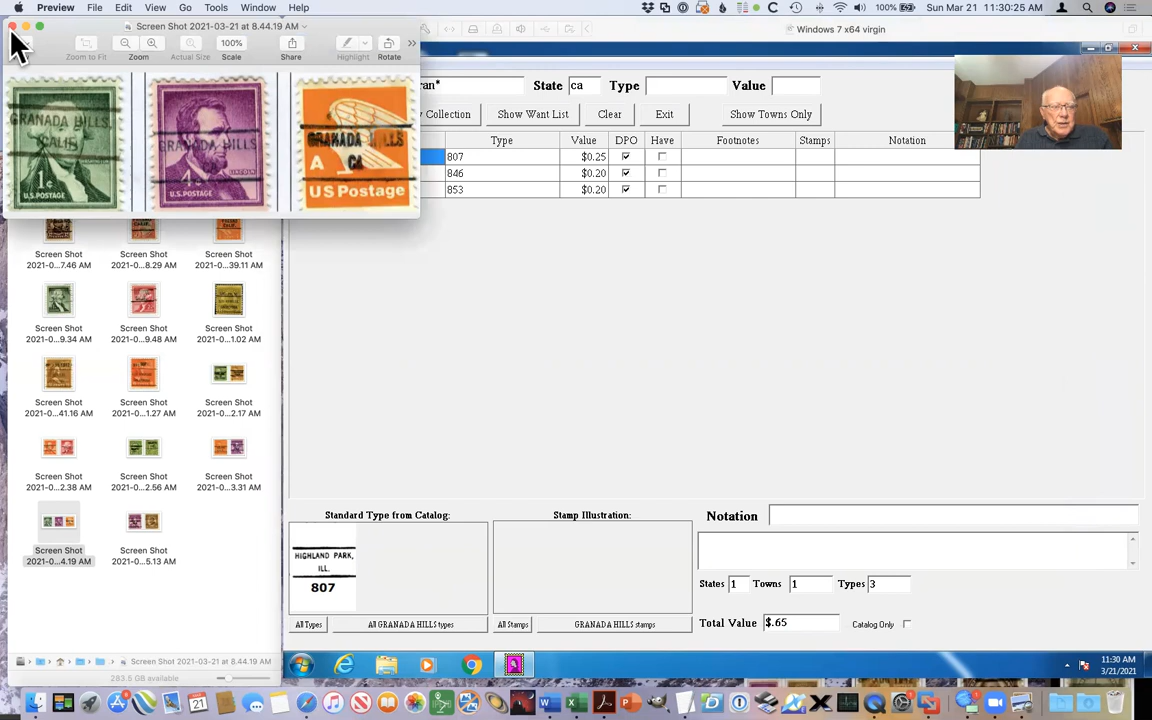 Preview File Edit View Go Tools Window Help
100% Sun Mar 21 11:30:25 AM
Screen Shot 2021-03-21 at 8.44.19 AM
Windows 7 x64 virgin
Zoom to Fit Zoom Actual Size 100% Scale Share Highlight Rotate
GRANADA HILLS, CALIF. 1¢ U.S. POSTAGE
GRANADA HILLS 4¢ LINCOLN U.S. POSTAGE
GRANADA HILLS CA A US Postage
ran* State ca Type Value
y Collection Show Want List Clear Exit Show Towns Only
Type Value DPO Have Footnotes Stamps Notation
807 $0.25
846 $0.20
853 $0.20
Screen Shot 2021-0...7.46 AM
Screen Shot 2021-0...8.29 AM
Screen Shot 2021-0...39.11 AM
Screen Shot 2021-0...9.34 AM
Screen Shot 2021-0...9.48 AM
Screen Shot 2021-0...1.02 AM
Screen Shot 2021-0...41.16 AM
Screen Shot 2021-0...1.27 AM
Screen Shot 2021-0...2.17 AM
Screen Shot 2021-0...2.38 AM
Screen Shot 2021-0...2.56 AM
Screen Shot 2021-0...3.31 AM
Screen Shot 2021-0...4.19 AM
Screen Shot 2021-0...5.13 AM
Screen Shot 2021-03-21 at 8.44.19 AM
283.5 GB available
Standard Type from Catalog: Stamp Illustration: Notation
HIGHLAND PARK,
ILL.
807
States 1 Towns 1 Types 3
All Types All GRANADA HILLS types All Stamps GRANADA HILLS stamps Total Value $.65 Catalog Only
11:30 AM
3/21/2021